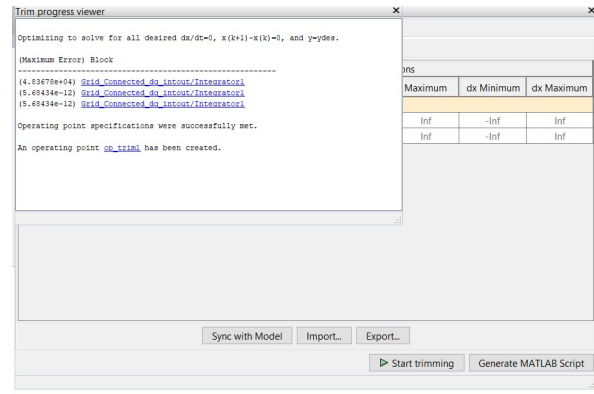 Trim progress viewer
Optimizing to solve for all desired dx/dt=0, x(k+1)-x(k)=0, and y=ydes.
(Maximum Error) Block
--------------------------------------------------------
(4.83678e+04) Grid_Connected_dq_intout/Integrator1
(5.68434e-12) Grid_Connected_dq_intout/Integrator1
(5.68434e-12) Grid_Connected_dq_intout/Integrator1
Operating point specifications were successfully met.
An operating point op_trim1 has been created.
ons
Maximum dx Minimum dx Maximum
Inf -Inf Inf
Inf -Inf Inf
Sync with Model Import... Export...
Start trimming Generate MATLAB Script